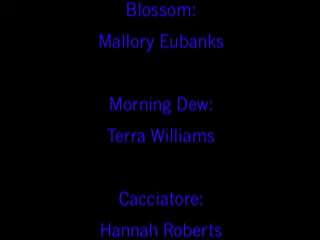 Blossom:
Mallory Eubanks
Morning Dew:
Terra Williams
Cacciatore:
Hannah Roberts